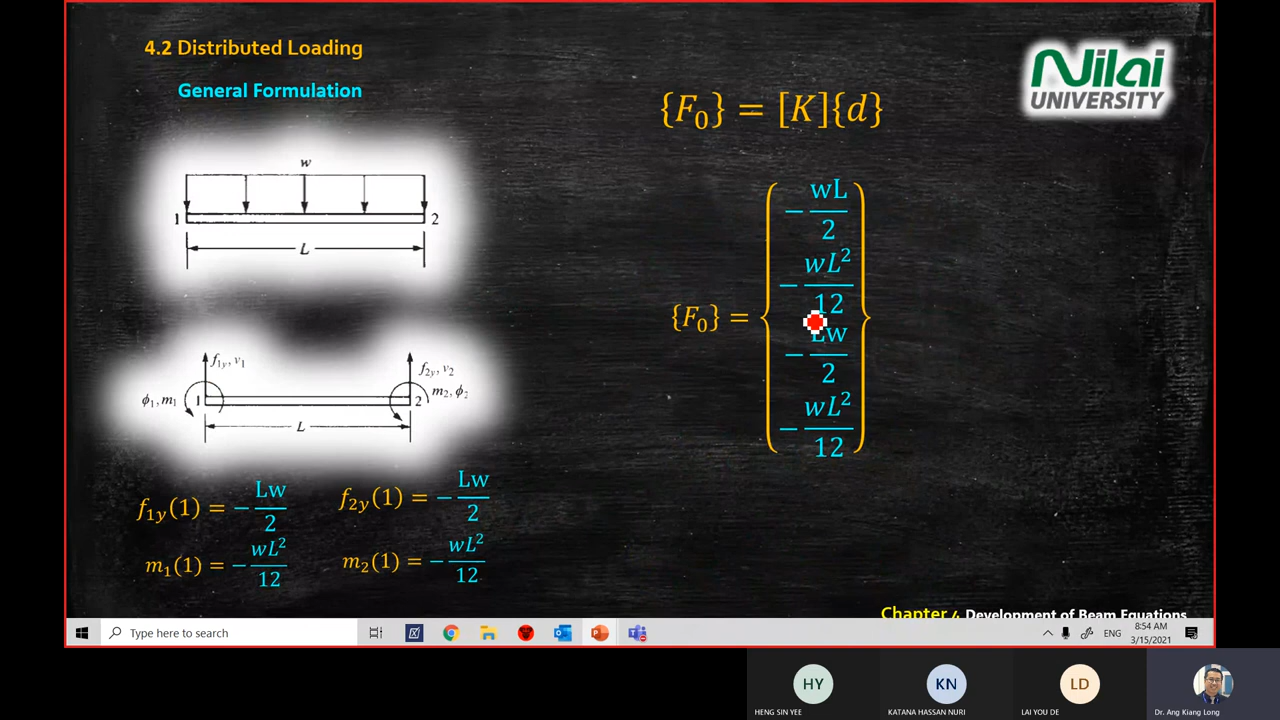 4.2 Distributed Loading
General Formulation
Nilai
UNIVERSITY
{F₀} = [K]{d}
w
1
2
L
{F₀} =
− wL/2
− wL²/12
− Lw/2
− wL²/12
f₁y, v₁
f₂y, v₂
ϕ₁, m₁
1
2
m₂, ϕ₂
L
f₁y(1) = − Lw/2
f₂y(1) = − Lw/2
m₁(1) = − wL²/12
m₂(1) = − wL²/12
Chapter 4 Development of Beam Equations
Type here to search
ENG
8:54 AM
3/15/2021
HY
HENG SIN YEE
KN
KATANA HASSAN NURI
LD
LAI YOU DE
Dr. Ang Kiang Long